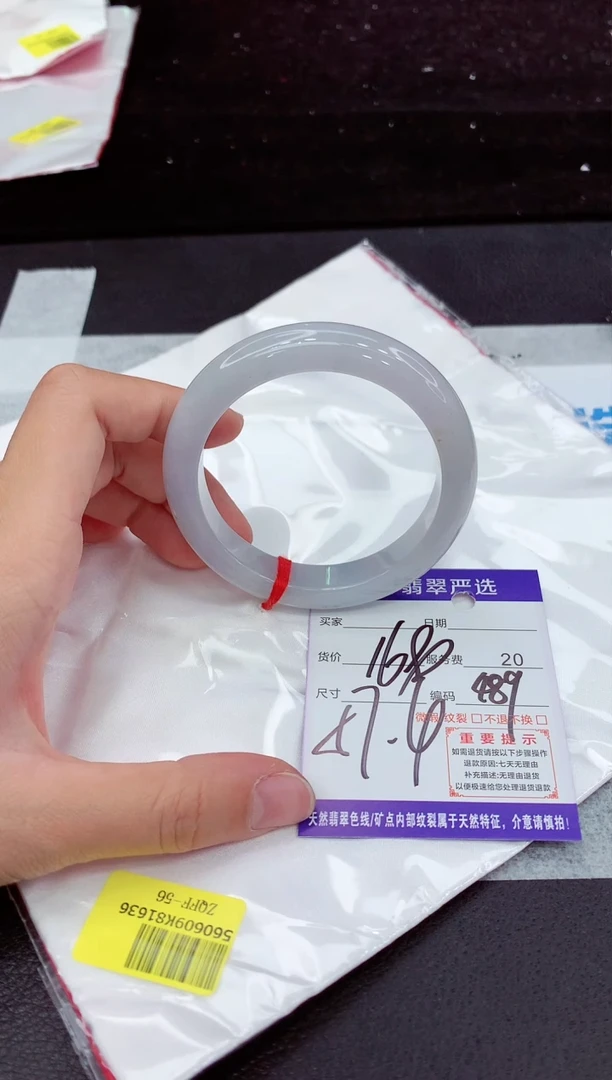 翡翠严选
买家 日期
货价 服务费 20
尺寸 编码 489
微瑕 纹裂 不退不换
重要提示
如需退货请按以下步骤操作
退款原因:七天无理由
补充描述:无理由退货
以便极速给您处理退货退款
天然翡翠色线/矿点内部纹裂属于天然特征，介意请慎拍!
560609K81636
ZQFF-56